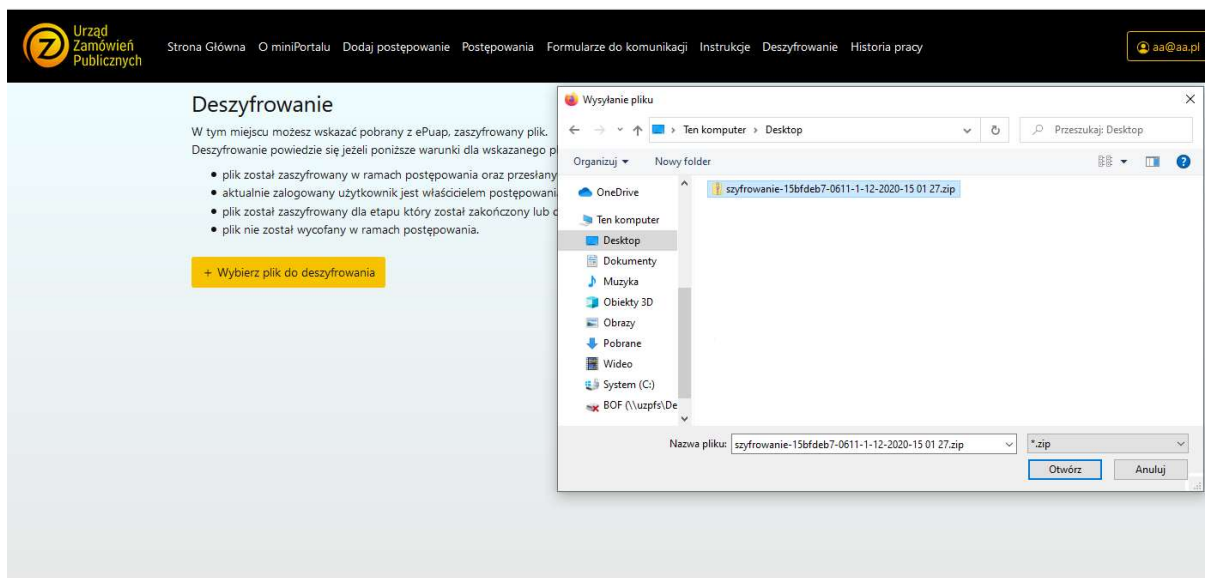 Urząd
Zamówień
Publicznych
Strona Główna O miniPortalu Dodaj postępowanie Postępowania Formularze do komunikacji Instrukcje Deszyfrowanie Historia pracy
aa@aa.pl
Deszyfrowanie
W tym miejscu możesz wskazać pobrany z ePuap, zaszyfrowany plik.
Deszyfrowanie powiedzie się jeżeli poniższe warunki dla wskazanego
plik został zaszyfrowany w ramach postępowania oraz przesłany
aktualnie zalogowany użytkownik jest właścicielem postępowani
plik został zaszyfrowany dla etapu który został zakończony lub
plik nie został wycofany w ramach postępowania.
+ Wybierz plik do deszyfrowania
Wysyłanie pliku
Ten komputer > Desktop
Przeszukaj: Desktop
Organizuj Nowy folder
OneDrive
Ten komputer
Desktop
Dokumenty
Muzyka
Obiekty 3D
Obrazy
Pobrane
Wideo
System (C:)
BOF (\\uzpfs\De
szyfrowanie-15bfdeb7-0611-1-12-2020-15 01 27.zip
Nazwa pliku: szyfrowanie-15bfdeb7-0611-1-12-2020-15 01 27.zip
*.zip
Otwórz Anuluj